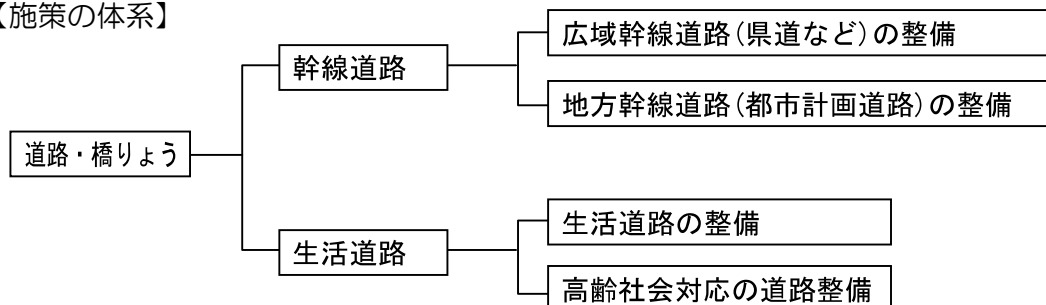 【施策の体系】
広域幹線道路(県道など)の整備
幹線道路
地方幹線道路(都市計画道路)の整備
道路・橋りょう
生活道路の整備
生活道路
高齢社会対応の道路整備